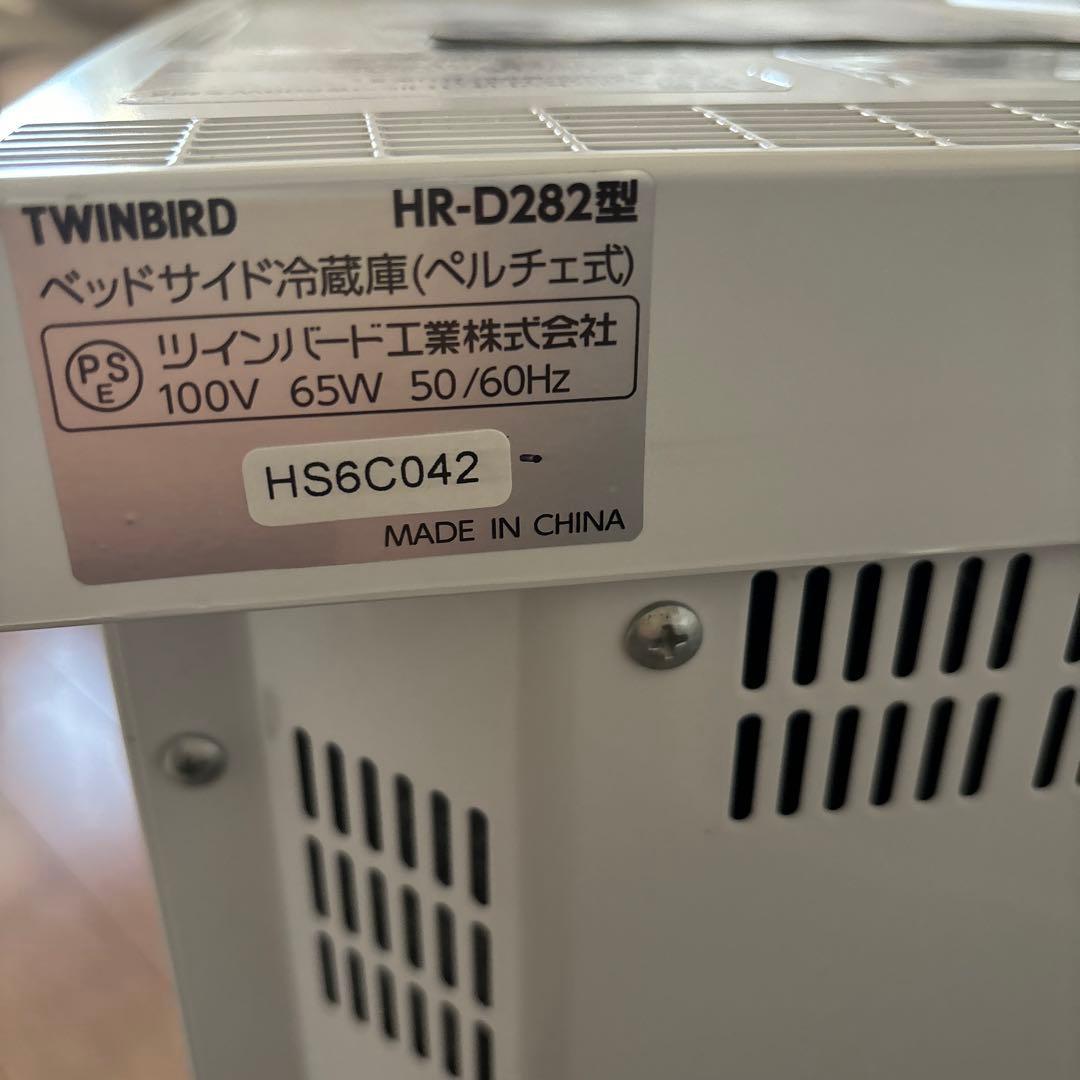 TWINBIRD HR-D282型
ベッドサイド冷蔵庫(ペルチェ式)
PSE ツインバード工業株式会社
100V 65W 50/60Hz
HS6C042
MADE IN CHINA